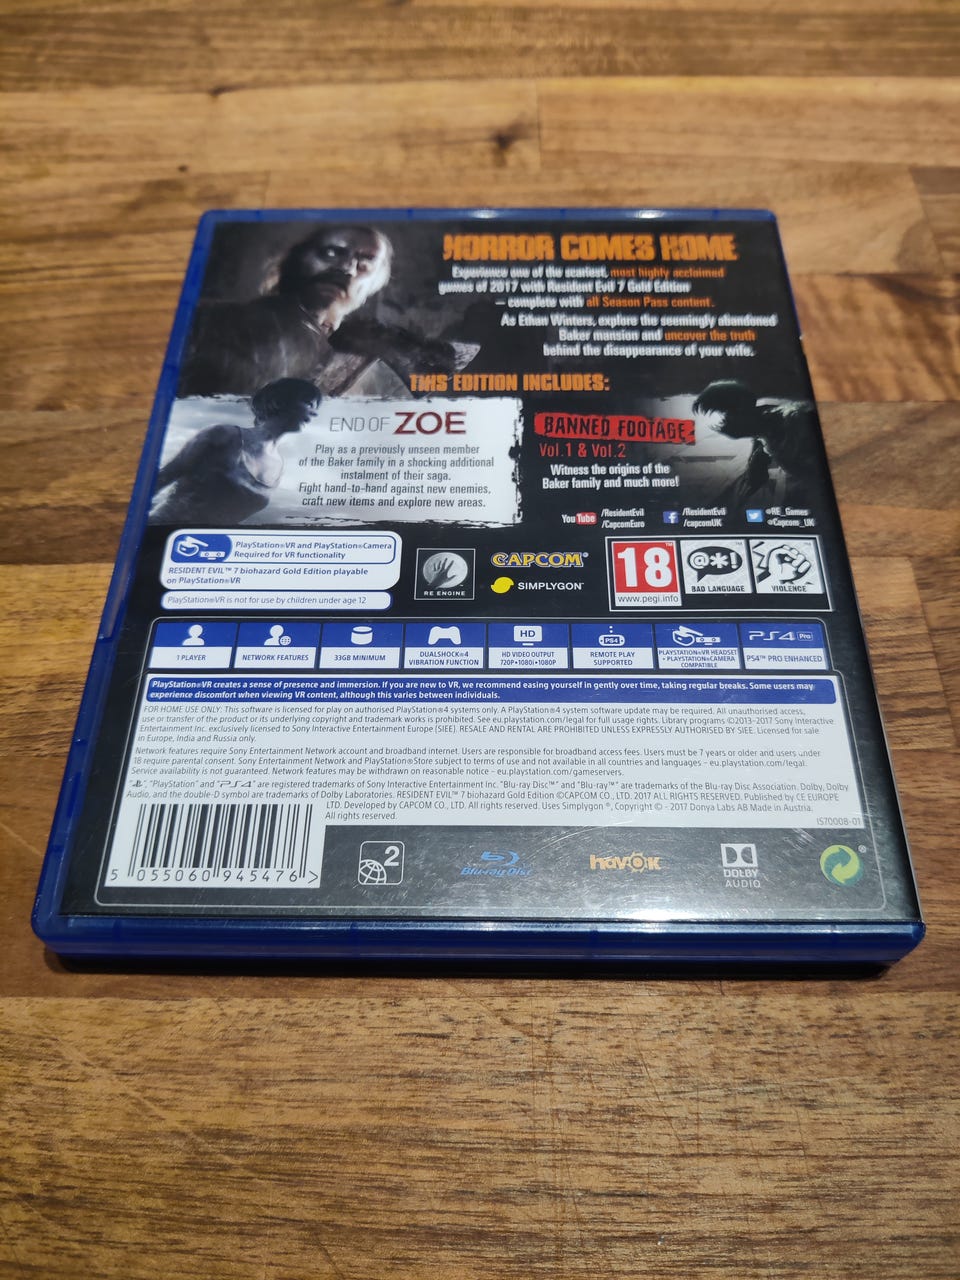 HORROR COMES HOME
Experience one of the scariest, most highly acclaimed
games of 2017 with Resident Evil 7 Gold Edition
– complete with all Season Pass content.
As Ethan Winters, explore the seemingly abandoned
Baker mansion and uncover the truth
behind the disappearance of your wife.
THIS EDITION INCLUDES:
END OF ZOE
Play as a previously unseen member
of the Baker family in a shocking additional
instalment of their saga.
Fight hand-to-hand against new enemies,
craft new items and explore new areas.
BANNED FOOTAGE
Vol.1 & Vol.2
Witness the origins of the
Baker family and much more!
YouTube /ResidentEvil
/CapcomEuro
f /ResidentEvil
/capcomUK
@RE_Games
@Capcom_UK
PlayStation®VR and PlayStation®Camera
Required for VR functionality
RESIDENT EVIL™ 7 biohazard Gold Edition playable
on PlayStation®VR
PlayStation®VR is not for use by children under age 12
RE ENGINE
CAPCOM®
SIMPLYGON™
18
www.pegi.info
@*!
BAD LANGUAGE
VIOLENCE
1 PLAYER
NETWORK FEATURES
33GB MINIMUM
DUALSHOCK®4
VIBRATION FUNCTION
HD
HD VIDEO OUTPUT
720p•1080i•1080p
PS4
REMOTE PLAY
SUPPORTED
PLAYSTATION®VR HEADSET
• PLAYSTATION®CAMERA
COMPATIBLE
PS4 Pro
PS4™ PRO ENHANCED
PlayStation®VR creates a sense of presence and immersion. If you are new to VR, we recommend easing yourself in gently over time, taking regular breaks. Some users may
experience discomfort when viewing VR content, although this varies between individuals.
FOR HOME USE ONLY: This software is licensed for play on authorised PlayStation®4 systems only. A PlayStation®4 system software update may be required. All unauthorised access,
use or transfer of the product or its underlying copyright and trademark works is prohibited. See eu.playstation.com/legal for full usage rights. Library programs ©2013-2017 Sony Interactive
Entertainment Inc. exclusively licensed to Sony Interactive Entertainment Europe (SIEE). RESALE AND RENTAL ARE PROHIBITED UNLESS EXPRESSLY AUTHORISED BY SIEE. Licensed for sale
in Europe, India and Russia only.
Network features require Sony Entertainment Network account and broadband internet. Users are responsible for broadband access fees. Users must be 7 years or older and users under
18 require parental consent. Sony Entertainment Network and PlayStation®Store subject to terms of use and not available in all countries and languages – eu.playstation.com/legal.
Service availability is not guaranteed. Network features may be withdrawn on reasonable notice – eu.playstation.com/gameservers.
"PS", "PlayStation" and "PS4" are registered trademarks of Sony Interactive Entertainment Inc. "Blu-ray Disc™" and "Blu-ray™" are trademarks of the Blu-ray Disc Association. Dolby, Dolby
Audio, and the double-D symbol are trademarks of Dolby Laboratories. RESIDENT EVIL™ 7 biohazard Gold Edition ©CAPCOM CO., LTD. 2017 ALL RIGHTS RESERVED. Published by CE EUROPE
LTD. Developed by CAPCOM CO., LTD. All rights reserved. Uses Simplygon ®, Copyright © - 2017 Donya Labs AB Made in Austria.
All rights reserved.
IS70008-01
5 055060 945476 >
2
Blu-ray Disc
havok
DOLBY
AUDIO
®